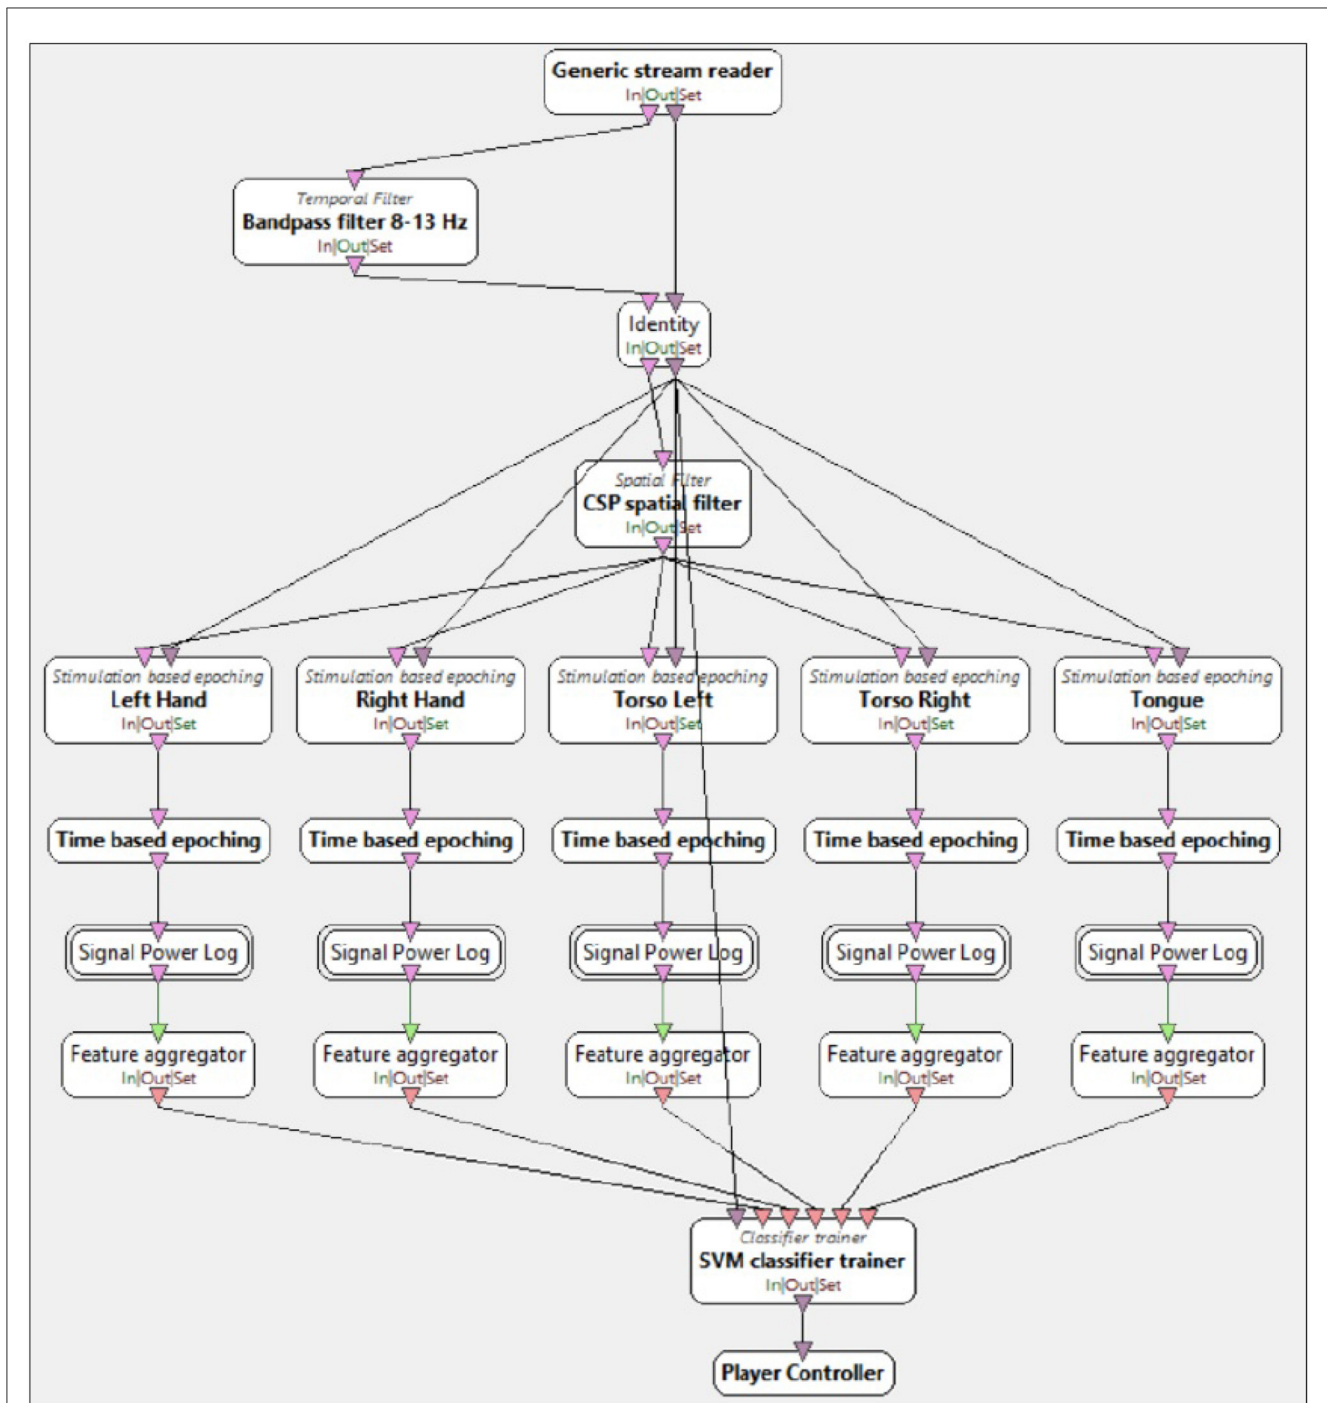 Generic stream reader
In|Out|Set
Temporal Filter
Bandpass filter 8-13 Hz
In|Out|Set
Identity
In|Out|Set
Spatial Filter
CSP spatial filter
In|Out|Set
Stimulation based epoching
Left Hand
In|Out|Set
Stimulation based epoching
Right Hand
In|Out|Set
Stimulation based epoching
Torso Left
In|Out|Set
Stimulation based epoching
Torso Right
In|Out|Set
Stimulation based epoching
Tongue
In|Out|Set
Time based epoching
Time based epoching
Time based epoching
Time based epoching
Time based epoching
Signal Power Log
Signal Power Log
Signal Power Log
Signal Power Log
Signal Power Log
Feature aggregator
In|Out|Set
Feature aggregator
In|Out|Set
Feature aggregator
In|Out|Set
Feature aggregator
In|Out|Set
Feature aggregator
In|Out|Set
Classifier trainer
SVM classifier trainer
In|Out|Set
Player Controller